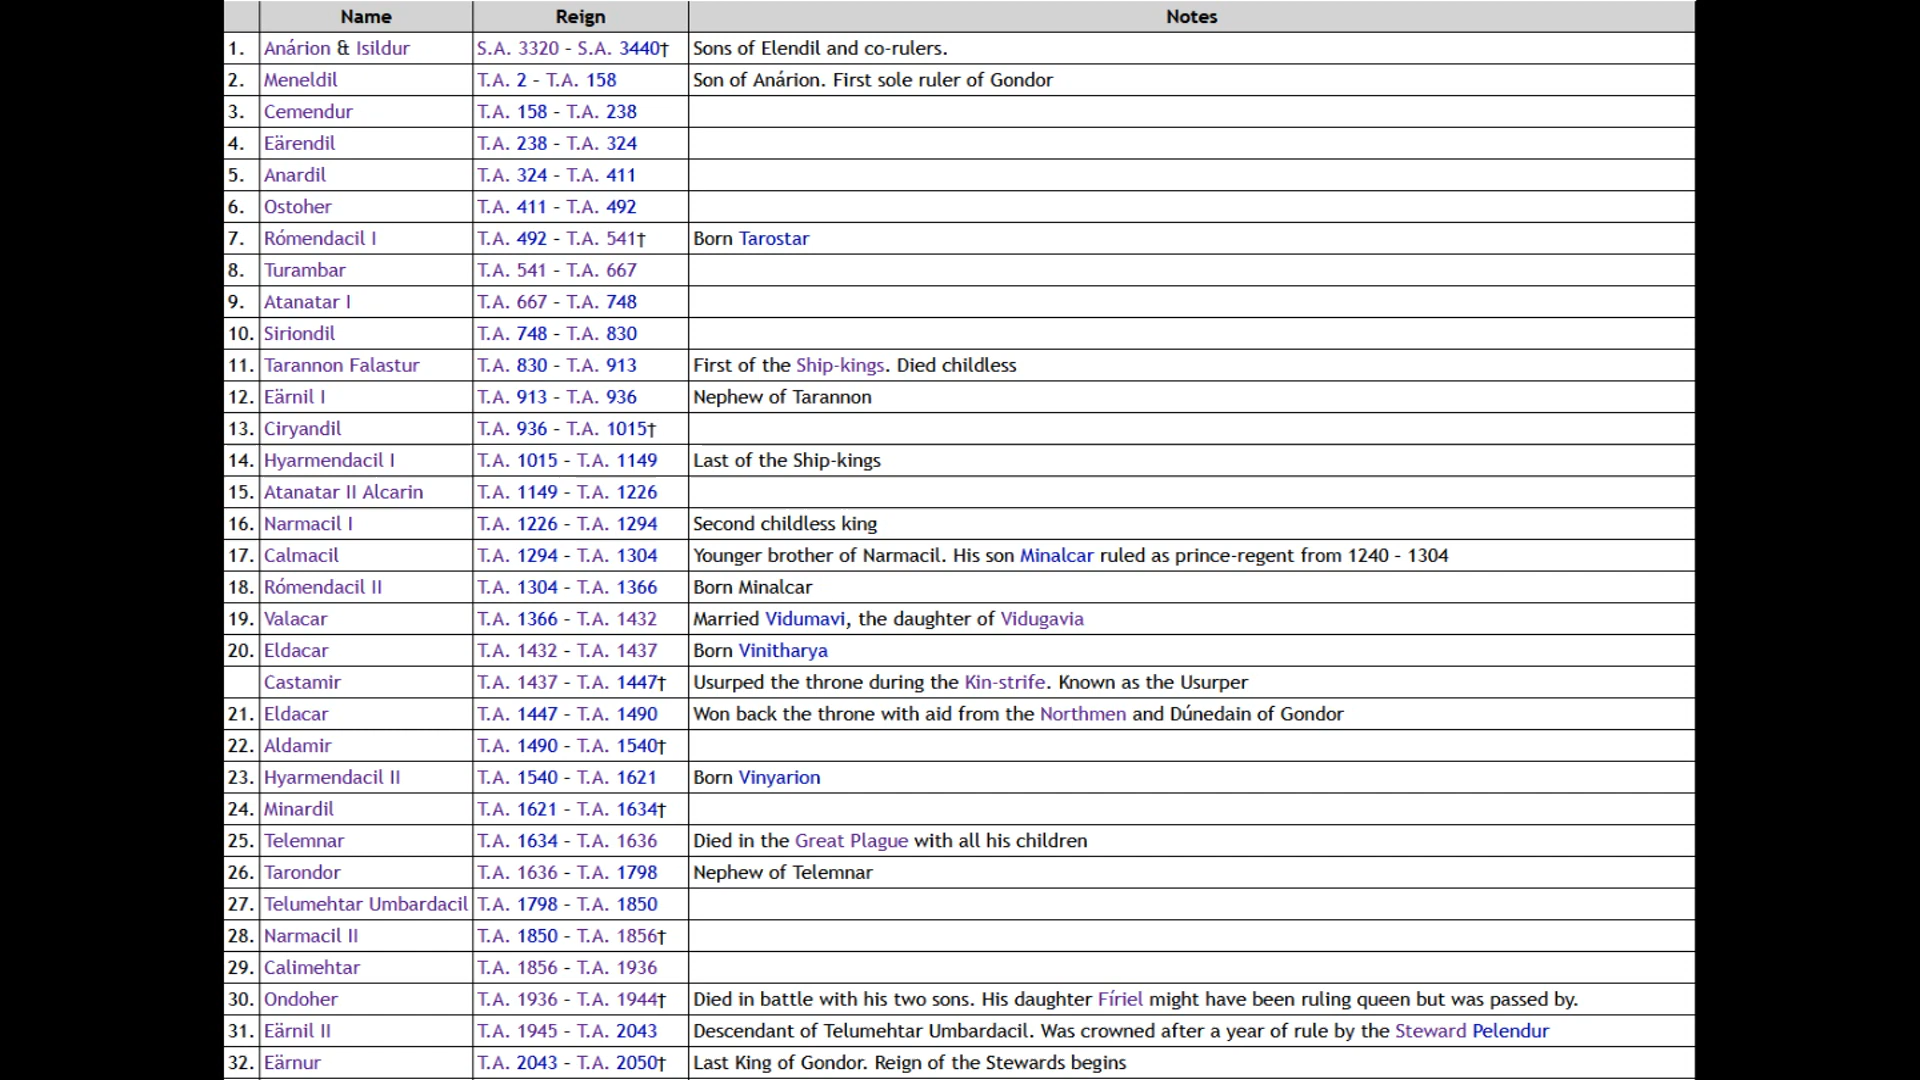 Name Reign Notes
1. Anárion & Isildur S.A. 3320 - S.A. 3440† Sons of Elendil and co-rulers.
2. Meneldil T.A. 2 - T.A. 158 Son of Anárion. First sole ruler of Gondor
3. Cemendur T.A. 158 - T.A. 238
4. Eärendil T.A. 238 - T.A. 324
5. Anardil T.A. 324 - T.A. 411
6. Ostoher T.A. 411 - T.A. 492
7. Rómendacil I T.A. 492 - T.A. 541† Born Tarostar
8. Turambar T.A. 541 - T.A. 667
9. Atanatar I T.A. 667 - T.A. 748
10. Siriondil T.A. 748 - T.A. 830
11. Tarannon Falastur T.A. 830 - T.A. 913 First of the Ship-kings. Died childless
12. Eärnil I T.A. 913 - T.A. 936 Nephew of Tarannon
13. Ciryandil T.A. 936 - T.A. 1015†
14. Hyarmendacil I T.A. 1015 - T.A. 1149 Last of the Ship-kings
15. Atanatar II Alcarin T.A. 1149 - T.A. 1226
16. Narmacil I T.A. 1226 - T.A. 1294 Second childless king
17. Calmacil T.A. 1294 - T.A. 1304 Younger brother of Narmacil. His son Minalcar ruled as prince-regent from 1240 - 1304
18. Rómendacil II T.A. 1304 - T.A. 1366 Born Minalcar
19. Valacar T.A. 1366 - T.A. 1432 Married Vidumavi, the daughter of Vidugavia
20. Eldacar T.A. 1432 - T.A. 1437 Born Vinitharya
Castamir T.A. 1437 - T.A. 1447† Usurped the throne during the Kin-strife. Known as the Usurper
21. Eldacar T.A. 1447 - T.A. 1490 Won back the throne with aid from the Northmen and Dúnedain of Gondor
22. Aldamir T.A. 1490 - T.A. 1540†
23. Hyarmendacil II T.A. 1540 - T.A. 1621 Born Vinyarion
24. Minardil T.A. 1621 - T.A. 1634†
25. Telemnar T.A. 1634 - T.A. 1636 Died in the Great Plague with all his children
26. Tarondor T.A. 1636 - T.A. 1798 Nephew of Telemnar
27. Telumehtar Umbardacil T.A. 1798 - T.A. 1850
28. Narmacil II T.A. 1850 - T.A. 1856†
29. Calimehtar T.A. 1856 - T.A. 1936
30. Ondoher T.A. 1936 - T.A. 1944† Died in battle with his two sons. His daughter Fíriel might have been ruling queen but was passed by.
31. Eärnil II T.A. 1945 - T.A. 2043 Descendant of Telumehtar Umbardacil. Was crowned after a year of rule by the Steward Pelendur
32. Eärnur T.A. 2043 - T.A. 2050† Last King of Gondor. Reign of the Stewards begins